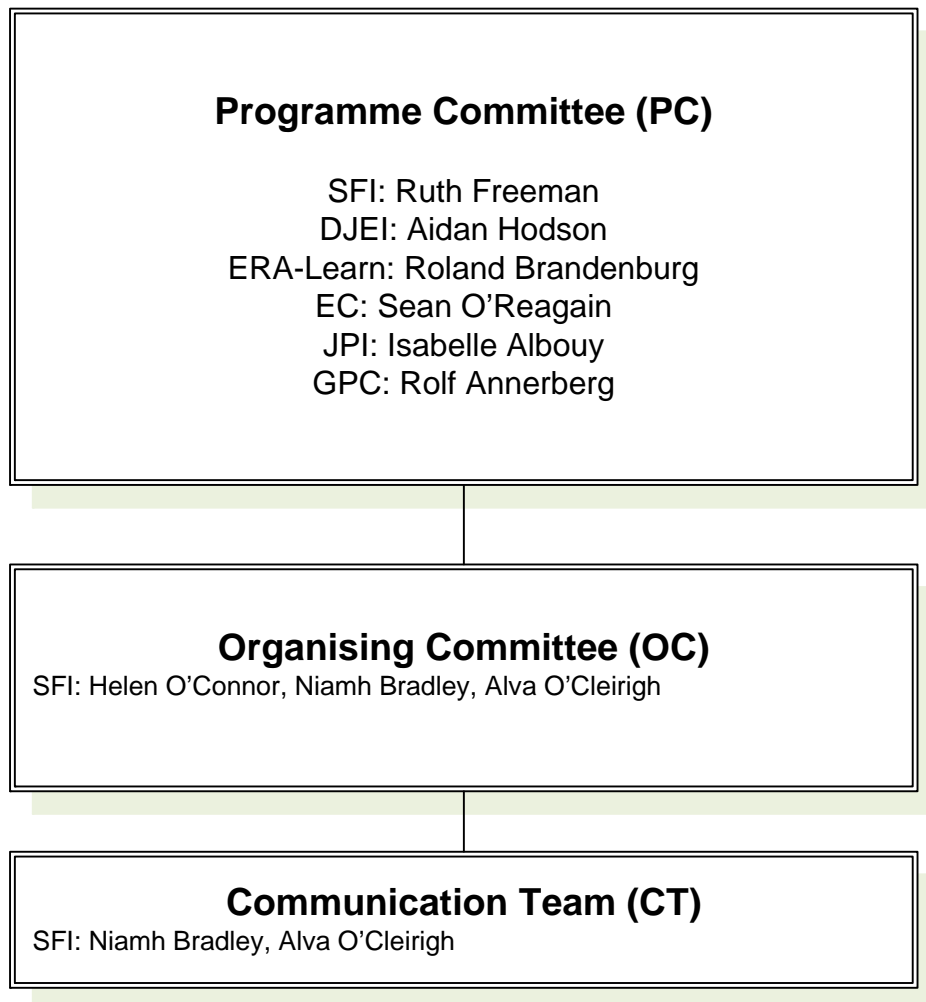 Programme Committee (PC)
SFI: Ruth Freeman
DJEI: Aidan Hodson
ERA-Learn: Roland Brandenburg
EC: Sean O’Reagain
JPI: Isabelle Albouy
GPC: Rolf Annerberg
Organising Committee (OC)
SFI: Helen O’Connor, Niamh Bradley, Alva O’Cleirigh
Communication Team (CT)
SFI: Niamh Bradley, Alva O’Cleirigh